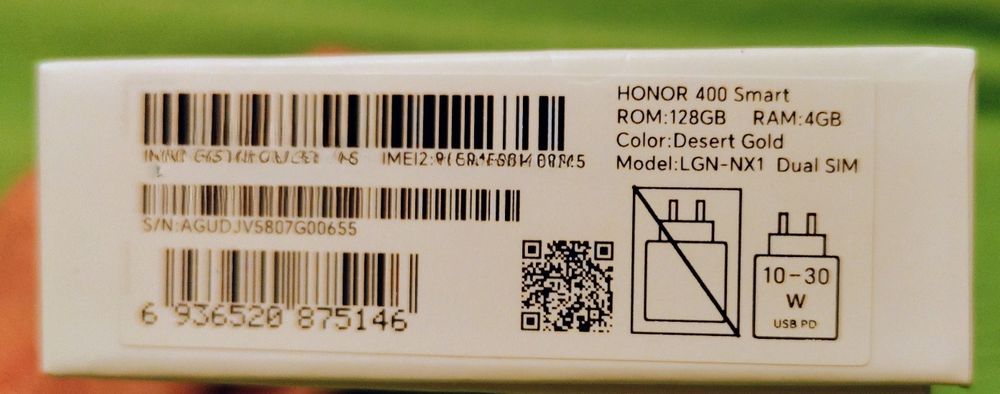 IMEI2:
S/N:AGUDJV5807G00655
6 936520 875146
HONOR 400 Smart
ROM:128GB RAM:4GB
Color:Desert Gold
Model:LGN-NX1 Dual SIM
10-30
W
USB PD